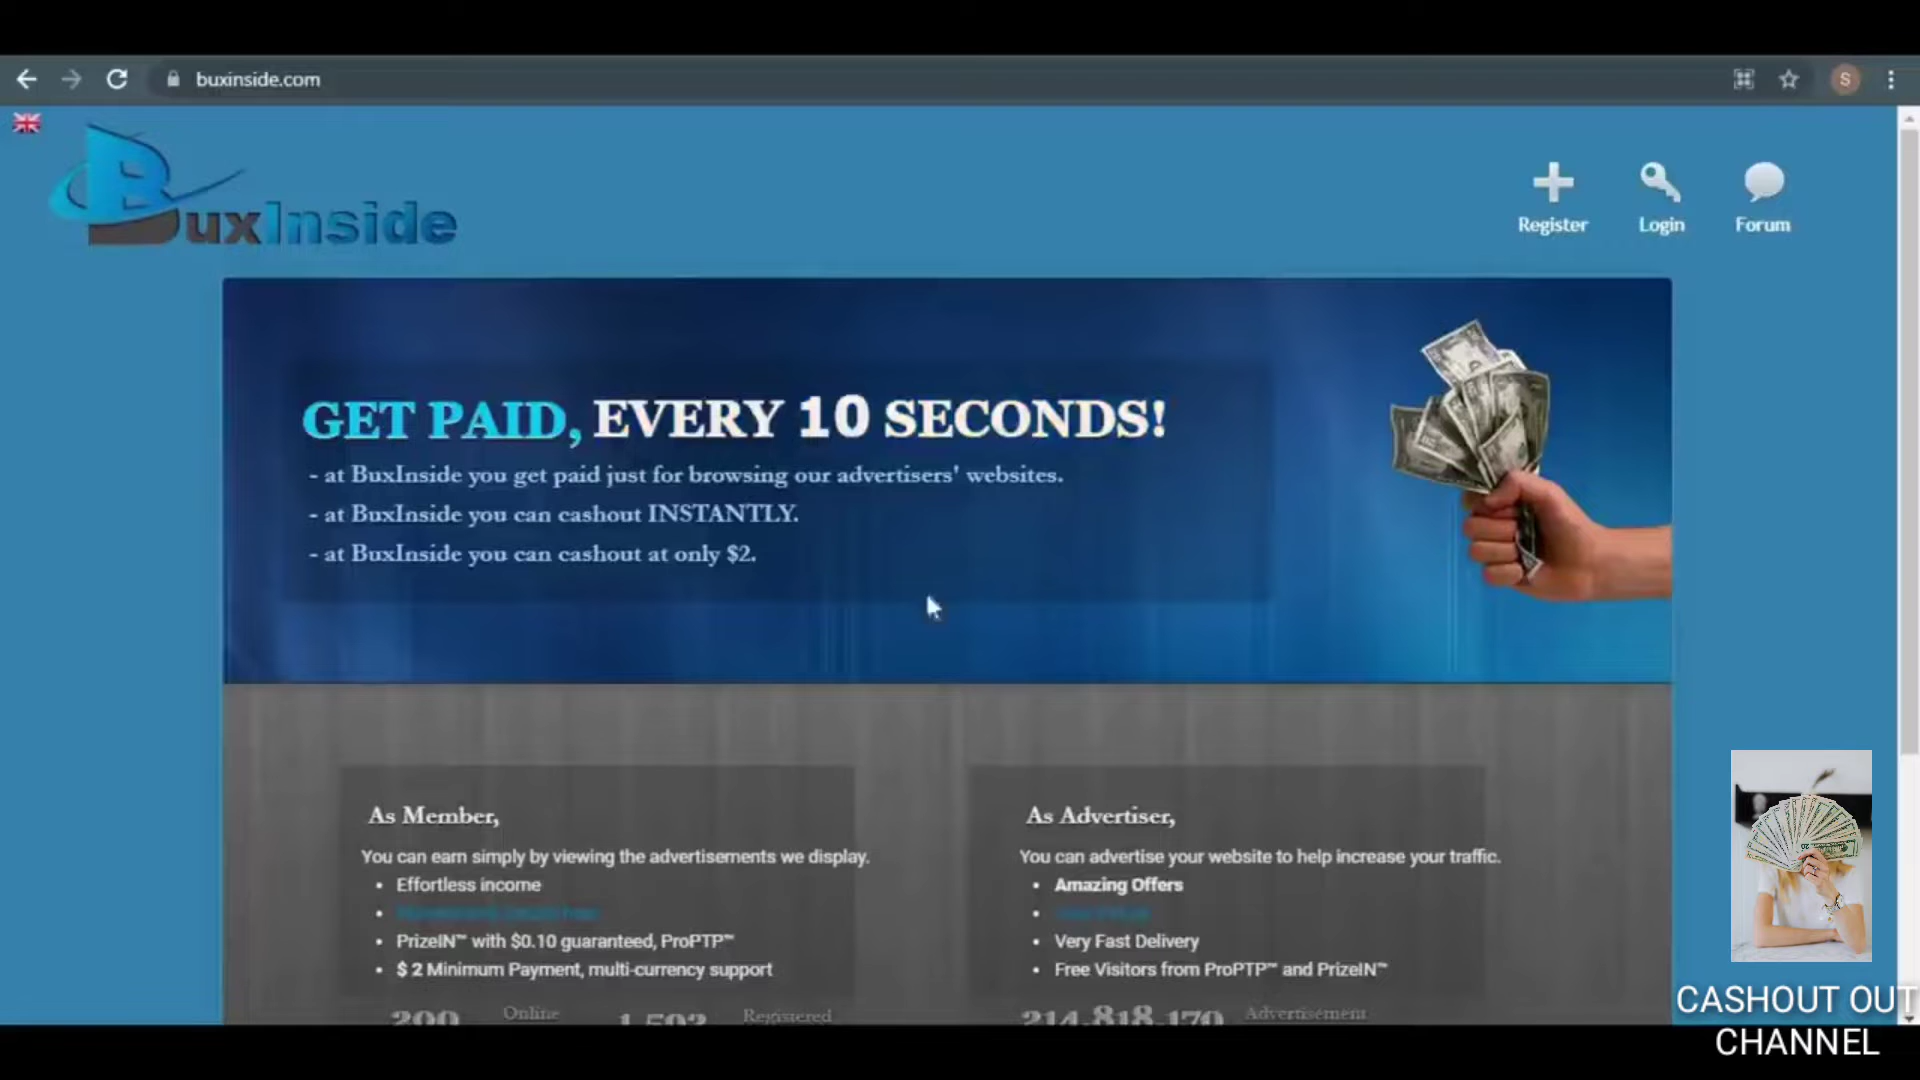 buxinside.com
S
BuxInside
Register
Login
Forum
GET PAID, EVERY 10 SECONDS!
- at BuxInside you get paid just for browsing our advertisers' websites.
- at BuxInside you can cashout INSTANTLY.
- at BuxInside you can cashout at only $2.
As Member,
You can earn simply by viewing the advertisements we display.
• Effortless income
• PrizeIN™ with $0.10 guaranteed, ProPTP™
• $ 2 Minimum Payment, multi-currency support
Online
Registered
As Advertiser,
You can advertise your website to help increase your traffic.
• Amazing Offers
• Very Fast Delivery
• Free Visitors from ProPTP™ and PrizeIN™
214,818,170 Advertisement
CASHOUT OUT
CHANNEL